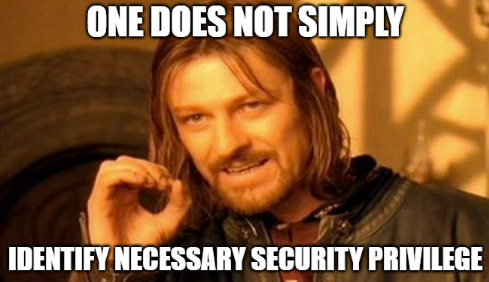 ONE DOES NOT SIMPLY
IDENTIFY NECESSARY SECURITY PRIVILEGE